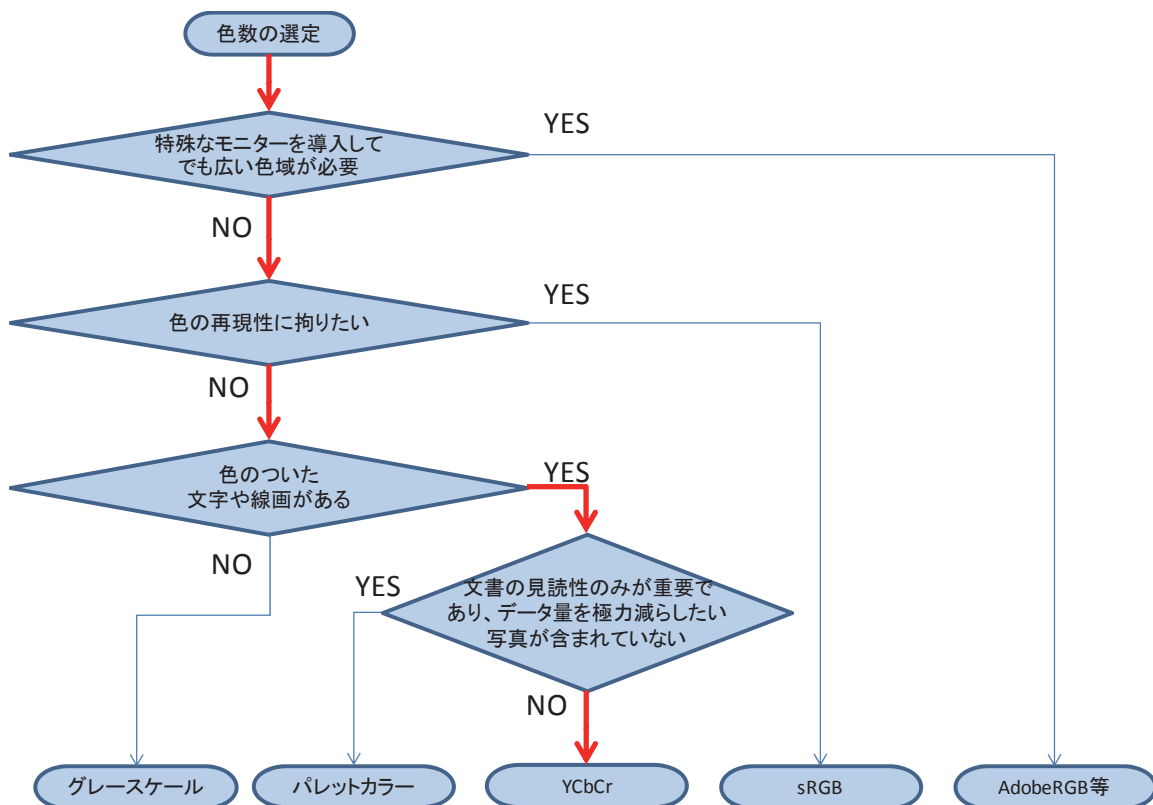 色数の選定
特殊なモニターを導入して
でも広い色域が必要
YES
NO
色の再現性に拘りたい
YES
NO
色のついた
文字や線画がある
YES
NO
文書の見読性のみが重要で
あり、データ量を極力減らしたい
写真が含まれていない
YES
NO
グレースケール
パレットカラー
YCbCr
sRGB
AdobeRGB等